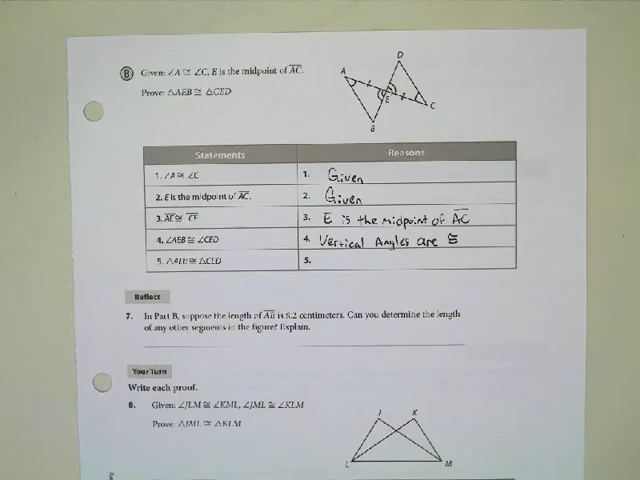 B Given: ∠A ≅ ∠C, E is the midpoint of AC.
Prove: △AEB ≅ △CED
D
A
E
C
B
Statements Reasons
1. ∠A ≅ ∠C 1. Given
2. E is the midpoint of AC. 2. Given
3. AE ≅ CE 3. E is the midpoint of AC
4. ∠AEB ≅ ∠CED 4. Vertical Angles are ≅
5. △AEB ≅ △CED 5.
Reflect
7. In Part B, suppose the length of AB is 8.2 centimeters. Can you determine the length
of any other segments in the figure? Explain.
Your Turn
Write each proof.
8. Given: ∠JLM ≅ ∠KML, ∠JML ≅ ∠KLM
Prove: △JML ≅ △KLM
J K
L M